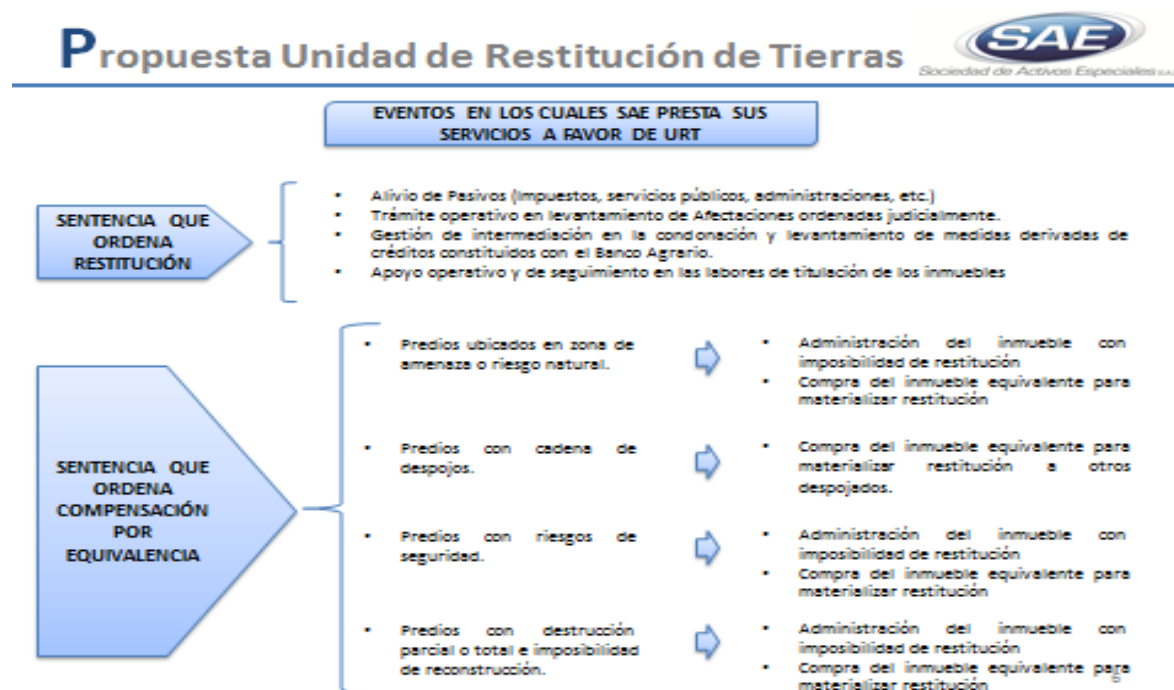 Propuesta Unidad de Restitución de Tierras
SAE
Sociedad de Activos Especiales S.A.S.
EVENTOS EN LOS CUALES SAE PRESTA SUS
SERVICIOS A FAVOR DE URT
SENTENCIA QUE
ORDENA
RESTITUCIÓN
• Alivio de Pasivos (Impuestos, servicios públicos, administraciones, etc.)
• Trámite operativo en levantamiento de Afectaciones ordenadas judicialmente.
• Gestión de intermediación en la condonación y levantamiento de medidas derivadas de
créditos constituidos con el Banco Agrario.
• Apoyo operativo y de seguimiento en las labores de titulación de los inmuebles
SENTENCIA QUE
ORDENA
COMPENSACIÓN
POR
EQUIVALENCIA
• Predios ubicados en zona de
amenaza o riesgo natural.
• Administración del inmueble con
imposibilidad de restitución
• Compra del inmueble equivalente para
materializar restitución
• Predios con cadena de
despojos.
• Compra del inmueble equivalente para
materializar restitución a otros
despojados.
• Predios con riesgos de
seguridad.
• Administración del inmueble con
imposibilidad de restitución
• Compra del inmueble equivalente para
materializar restitución
• Predios con destrucción
parcial o total e imposibilidad
de reconstrucción.
• Administración del inmueble con
imposibilidad de restitución
• Compra del inmueble equivalente para
materializar restitución
6